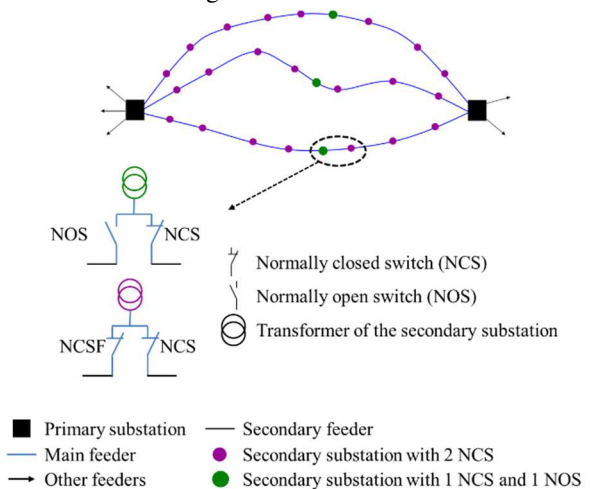 NOS NCS
NCSF NCS
Normally closed switch (NCS)
Normally open switch (NOS)
Transformer of the secondary substation
Primary substation
Secondary feeder
Main feeder
Secondary substation with 2 NCS
Other feeders
Secondary substation with 1 NCS and 1 NOS